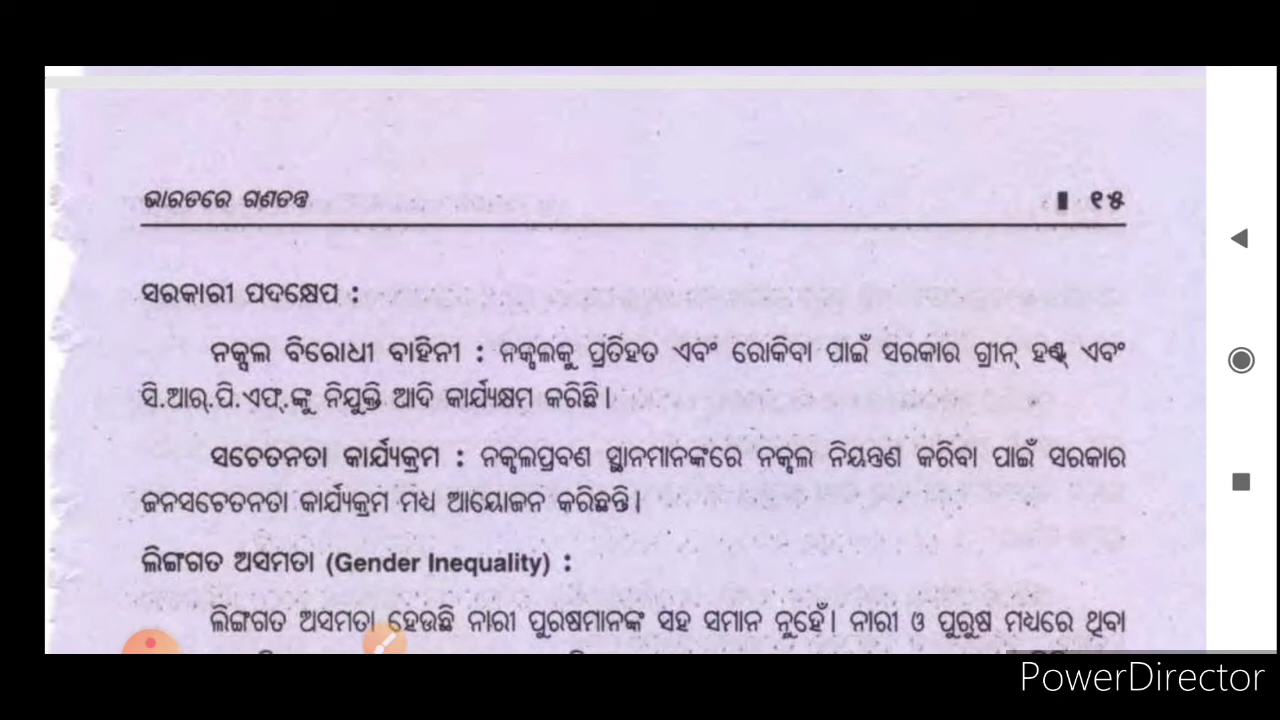 ଭାରତରେ ଗଣତନ୍ତ୍ର ▮ ୧୫
ସରକାରୀ ପଦକ୍ଷେପ :
ନକ୍ସଲ ବିରୋଧୀ ବାହିନୀ : ନକ୍ସଲକୁ ପ୍ରତିହତ ଏବଂ ରୋକିବା ପାଇଁ ସରକାର ଗ୍ରୀନ୍ ହଣ୍ଟ ଏବଂ
ସି.ଆର୍.ପି.ଏଫ୍.ଙ୍କୁ ନିଯୁକ୍ତି ଆଦି କାର୍ଯ୍ୟକ୍ଷମ କରିଛି।
ସଚେତନତା କାର୍ଯ୍ୟକ୍ରମ : ନକ୍ସଲପ୍ରବଣ ସ୍ଥାନମାନଙ୍କରେ ନକ୍ସଲ ନିୟନ୍ତ୍ରଣ କରିବା ପାଇଁ ସରକାର
ଜନସଚେତନତା କାର୍ଯ୍ୟକ୍ରମ ମଧ୍ୟ ଆୟୋଜନ କରିଛନ୍ତି।
ଲିଙ୍ଗଗତ ଅସମତା (Gender Inequality) :
ଲିଙ୍ଗଗତ ଅସମତା ହେଉଛି ନାରୀ ପୁରଷମାନଙ୍କ ସହ ସମାନ ନୁହେଁ। ନାରୀ ଓ ପୁରୁଷ ମଧ୍ୟରେ ଥିବା
PowerDirector